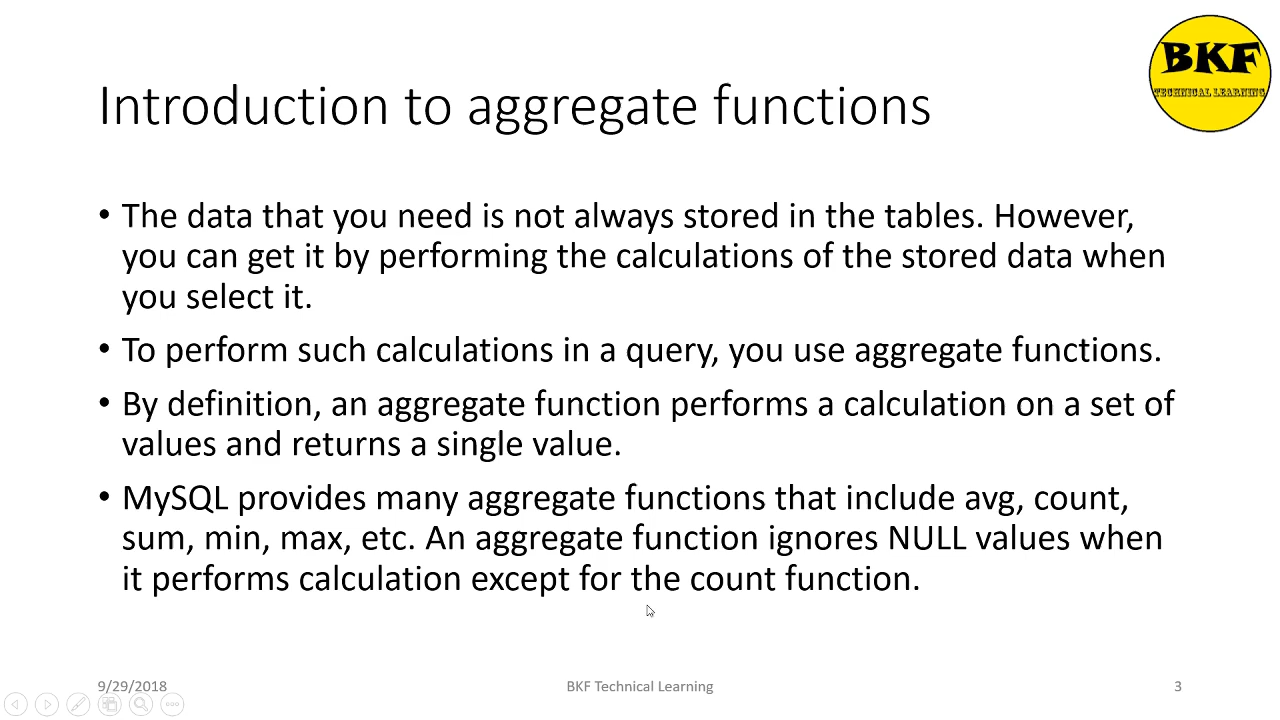 BKF
TECHNICAL LEARNING
Introduction to aggregate functions
• The data that you need is not always stored in the tables. However,
you can get it by performing the calculations of the stored data when
you select it.
• To perform such calculations in a query, you use aggregate functions.
• By definition, an aggregate function performs a calculation on a set of
values and returns a single value.
• MySQL provides many aggregate functions that include avg, count,
sum, min, max, etc. An aggregate function ignores NULL values when
it performs calculation except for the count function.
9/29/2018
BKF Technical Learning
3